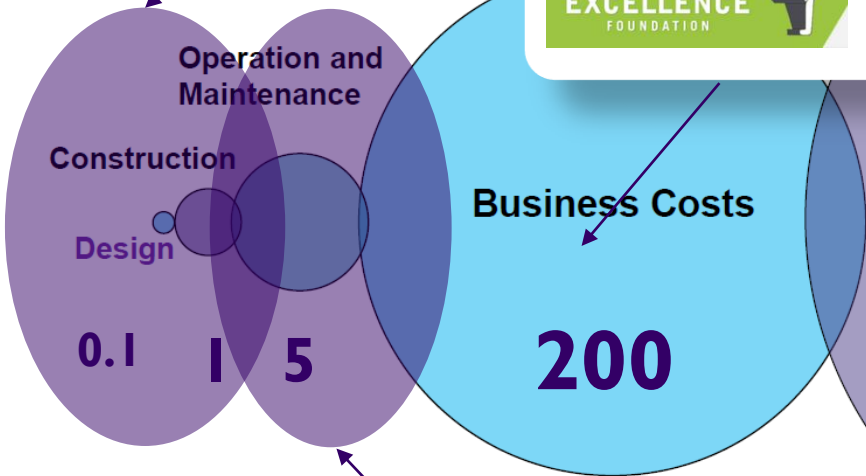 EXCELLENCE
FOUNDATION
Operation and
Maintenance
Construction
Business Costs
Design
0.1
1
5
200